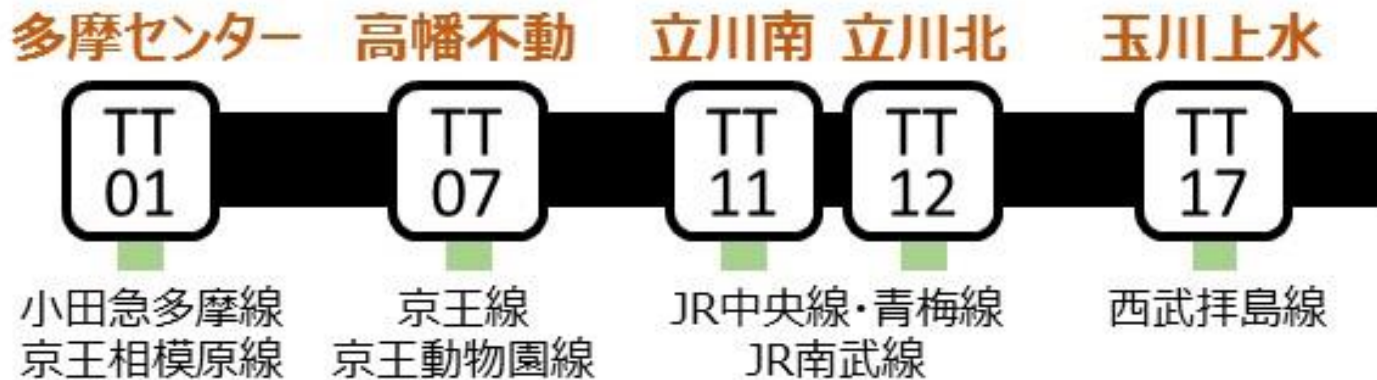 多摩センター 高幡不動 立川南 立川北 玉川上水
TT TT TT TT TT
01 07 11 12 17
小田急多摩線 京王線 JR中央線・青梅線 西武拝島線
京王相模原線 京王動物園線 JR南武線